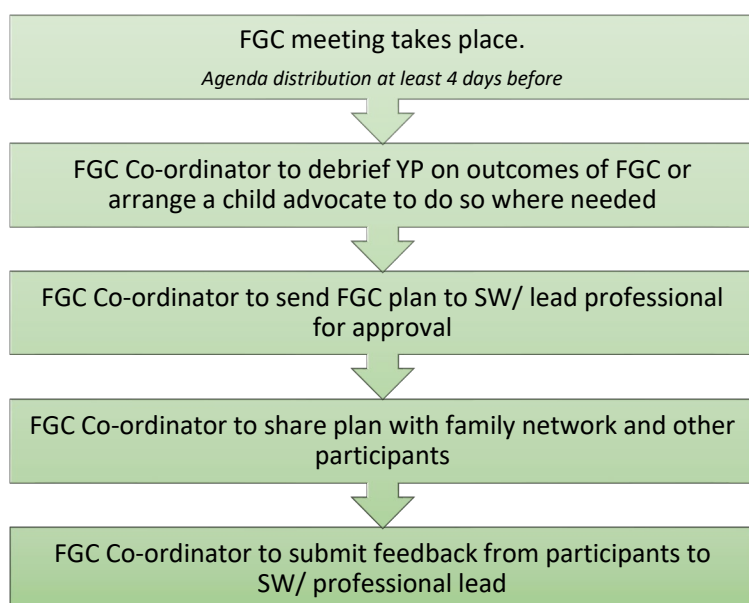 FGC meeting takes place.
Agenda distribution at least 4 days before
FGC Co-ordinator to debrief YP on outcomes of FGC or
arrange a child advocate to do so where needed
FGC Co-ordinator to send FGC plan to SW/ lead professional
for approval
FGC Co-ordinator to share plan with family network and other
participants
FGC Co-ordinator to submit feedback from participants to
SW/ professional lead